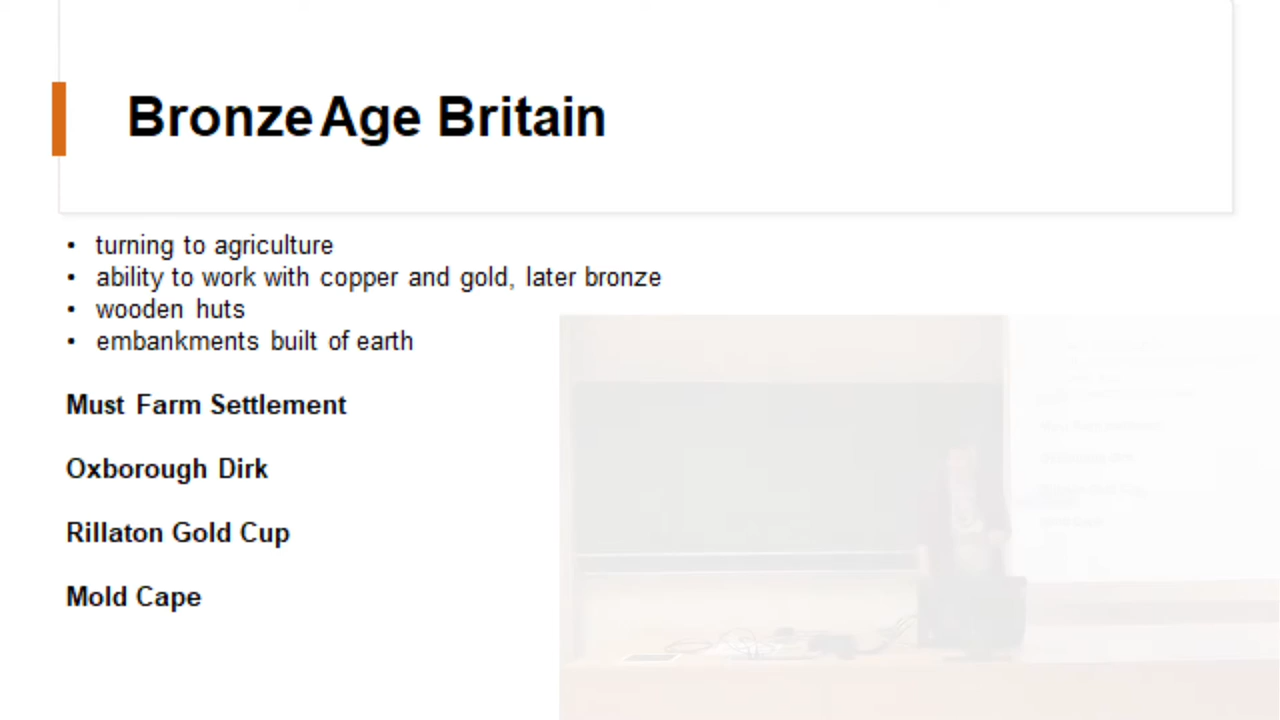 Bronze Age Britain
• turning to agriculture
• ability to work with copper and gold, later bronze
• wooden huts
• embankments built of earth
Must Farm Settlement
Oxborough Dirk
Rillaton Gold Cup
Mold Cape